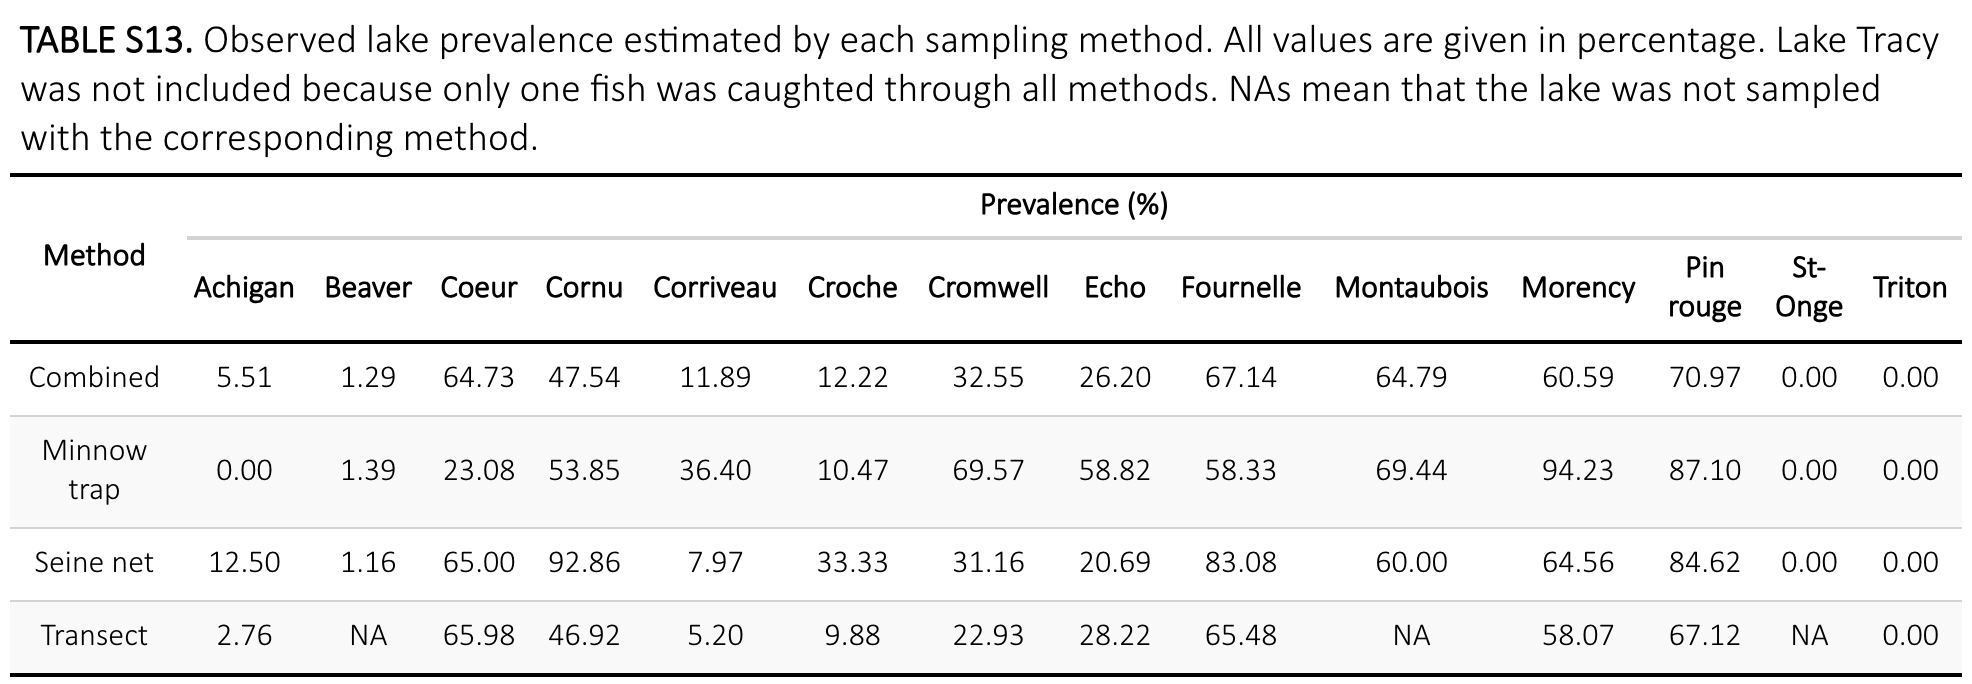 TABLE S13. Observed lake prevalence estimated by each sampling method. All values are given in percentage. Lake Tracy
was not included because only one fish was caughted through all methods. NAs mean that the lake was not sampled
with the corresponding method.
Prevalence (%)
Method Achigan Beaver Coeur Cornu Corriveau Croche Cromwell Echo Fournelle Montaubois Morency Pin rouge St-Onge Triton
Combined 5.51 1.29 64.73 47.54 11.89 12.22 32.55 26.20 67.14 64.79 60.59 70.97 0.00 0.00
Minnow trap 0.00 1.39 23.08 53.85 36.40 10.47 69.57 58.82 58.33 69.44 94.23 87.10 0.00 0.00
Seine net 12.50 1.16 65.00 92.86 7.97 33.33 31.16 20.69 83.08 60.00 64.56 84.62 0.00 0.00
Transect 2.76 NA 65.98 46.92 5.20 9.88 22.93 28.22 65.48 NA 58.07 67.12 NA 0.00